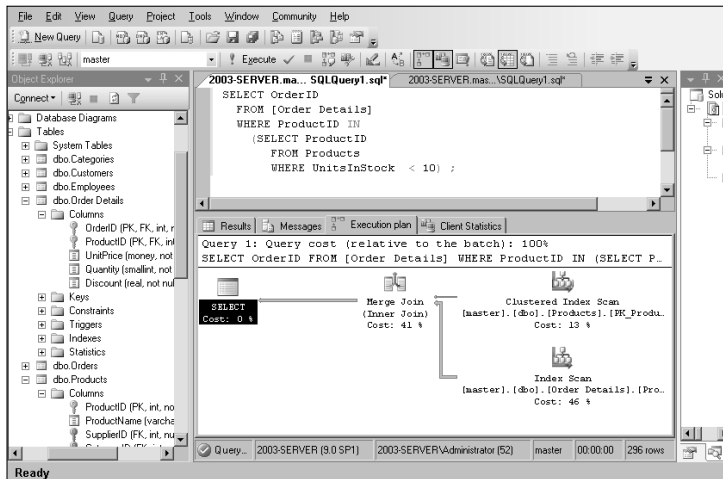 File Edit View Query Project Tools Window Community Help
New Query
master Execute
Object Explorer
Connect
Database Diagrams
Tables
System Tables
dbo.Categories
dbo.Customers
dbo.Employees
dbo.Order Details
Columns
OrderID (PK, FK, int, r
ProductID (PK, FK, int
UnitPrice (money, not
Quantity (smallint, not
Discount (real, not nul
Keys
Constraints
Triggers
Indexes
Statistics
dbo.Orders
dbo.Products
Columns
ProductID (PK, int, no
ProductName (varcha
SupplierID (FK, int, nu
2003-SERVER.ma... SQLQuery1.sql* 2003-SERVER.mas...\SQLQuery1.sql*
SELECT OrderID
FROM [Order Details]
WHERE ProductID IN
(SELECT ProductID
FROM Products
WHERE UnitsInStock < 10) ;
Results Messages Execution plan Client Statistics
Query 1: Query cost (relative to the batch): 100%
SELECT OrderID FROM [Order Details] WHERE ProductID IN (SELECT P…
SELECT
Cost: 0 %
Merge Join
(Inner Join)
Cost: 41 %
Clustered Index Scan
[master].[dbo].[Products].[PK_Produ…
Cost: 13 %
Index Scan
[master].[dbo].[Order Details].[Pro…
Cost: 46 %
Query... 2003-SERVER (9.0 SP1) 2003-SERVER\Administrator (52) master 00:00:00 296 rows
Solu
Ready